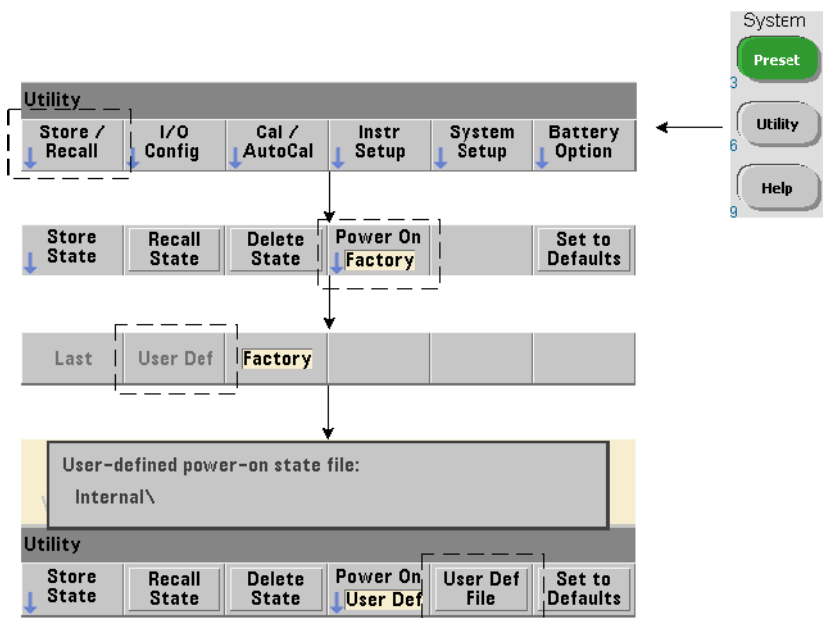 System
Preset
3
Utility
6
Help
9
Utility
Store / Recall
I/O Config
Cal / AutoCal
Instr Setup
System Setup
Battery Option
Store State
Recall State
Delete State
Power On Factory
Set to Defaults
Last
User Def
Factory
User-defined power-on state file:
Internal\
Utility
Store State
Recall State
Delete State
Power On User Def
User Def File
Set to Defaults